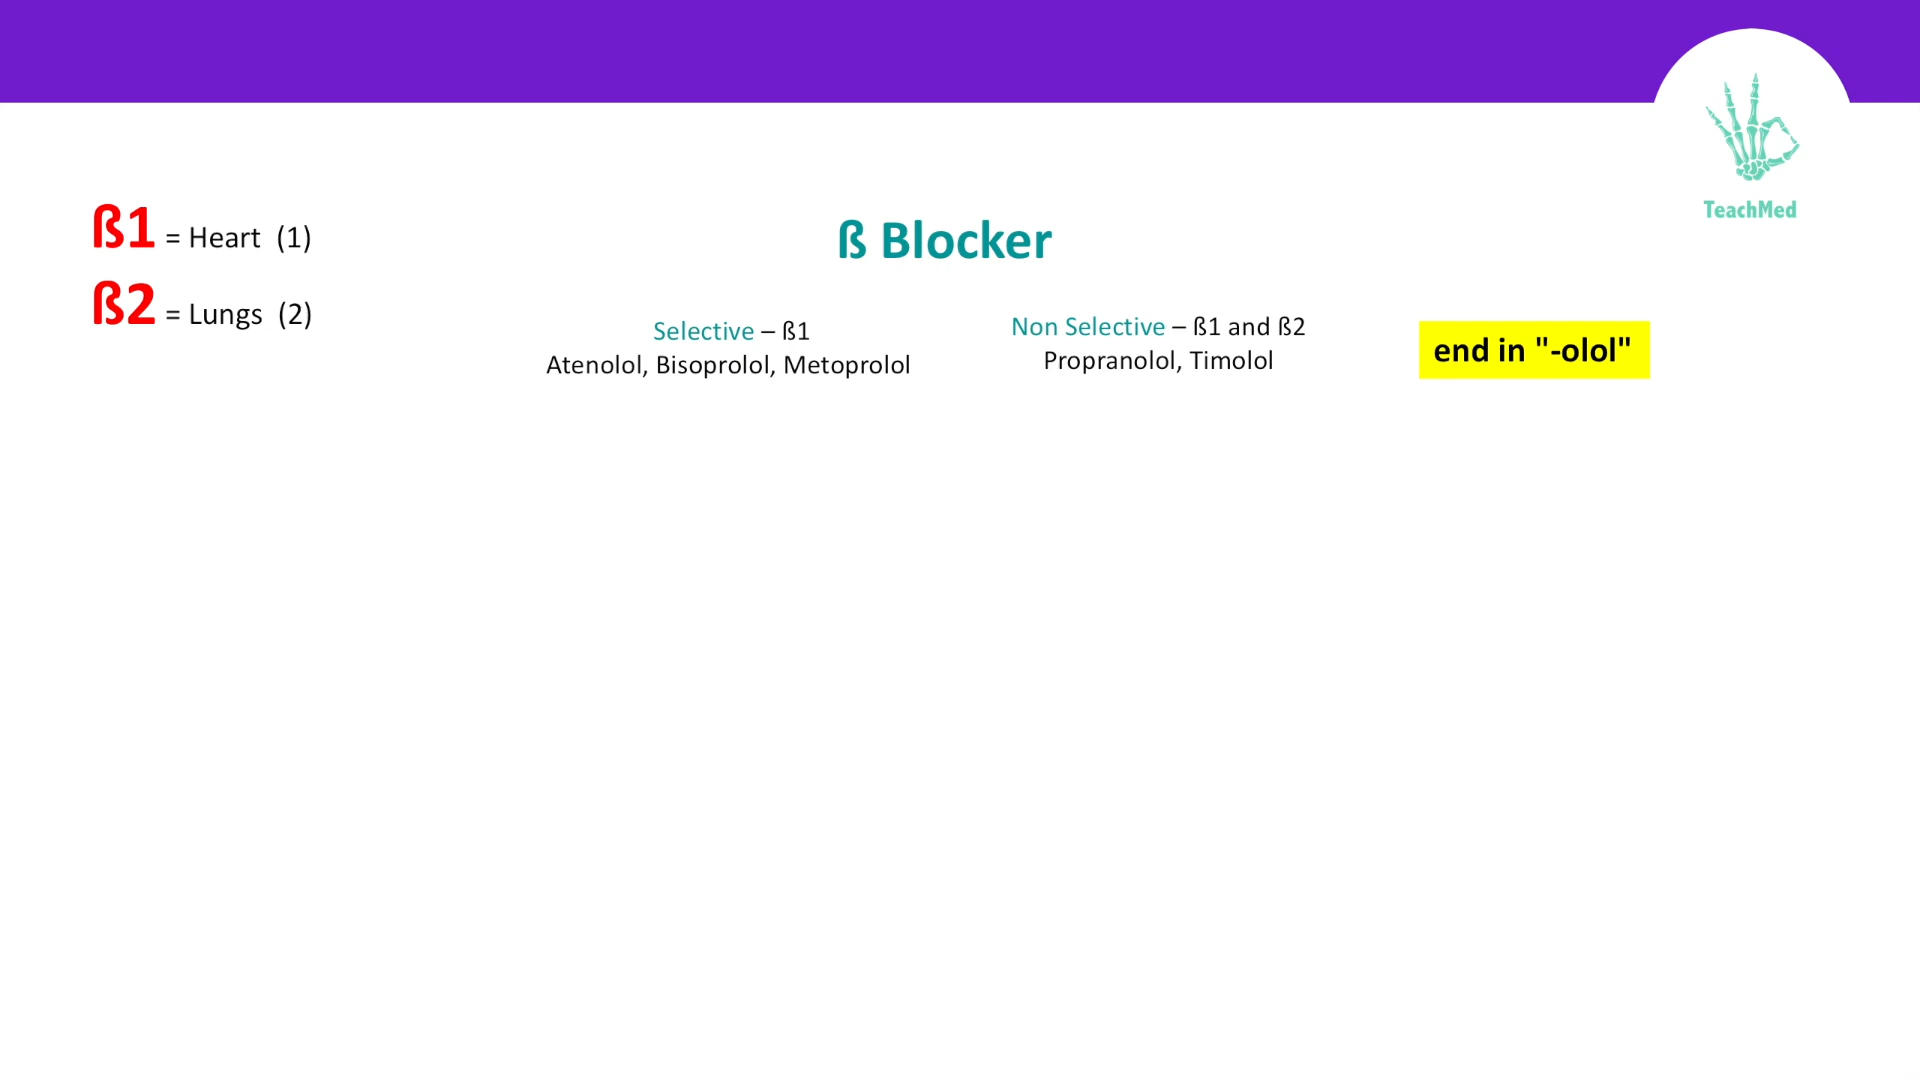 TeachMed
ß1 = Heart (1)
ß2 = Lungs (2)
ß Blocker
Selective – ß1
Atenolol, Bisoprolol, Metoprolol
Non Selective – ß1 and ß2
Propranolol, Timolol
end in "-olol"